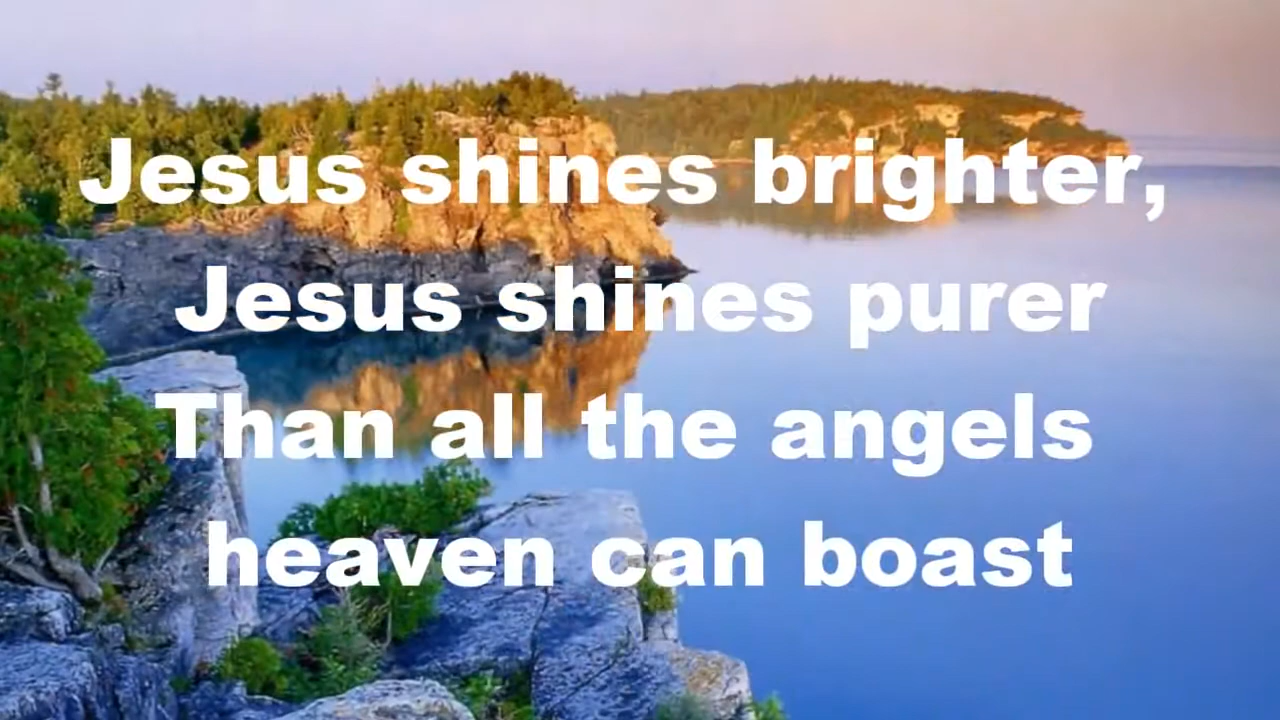 Jesus shines brighter,
Jesus shines purer
Than all the angels
heaven can boast